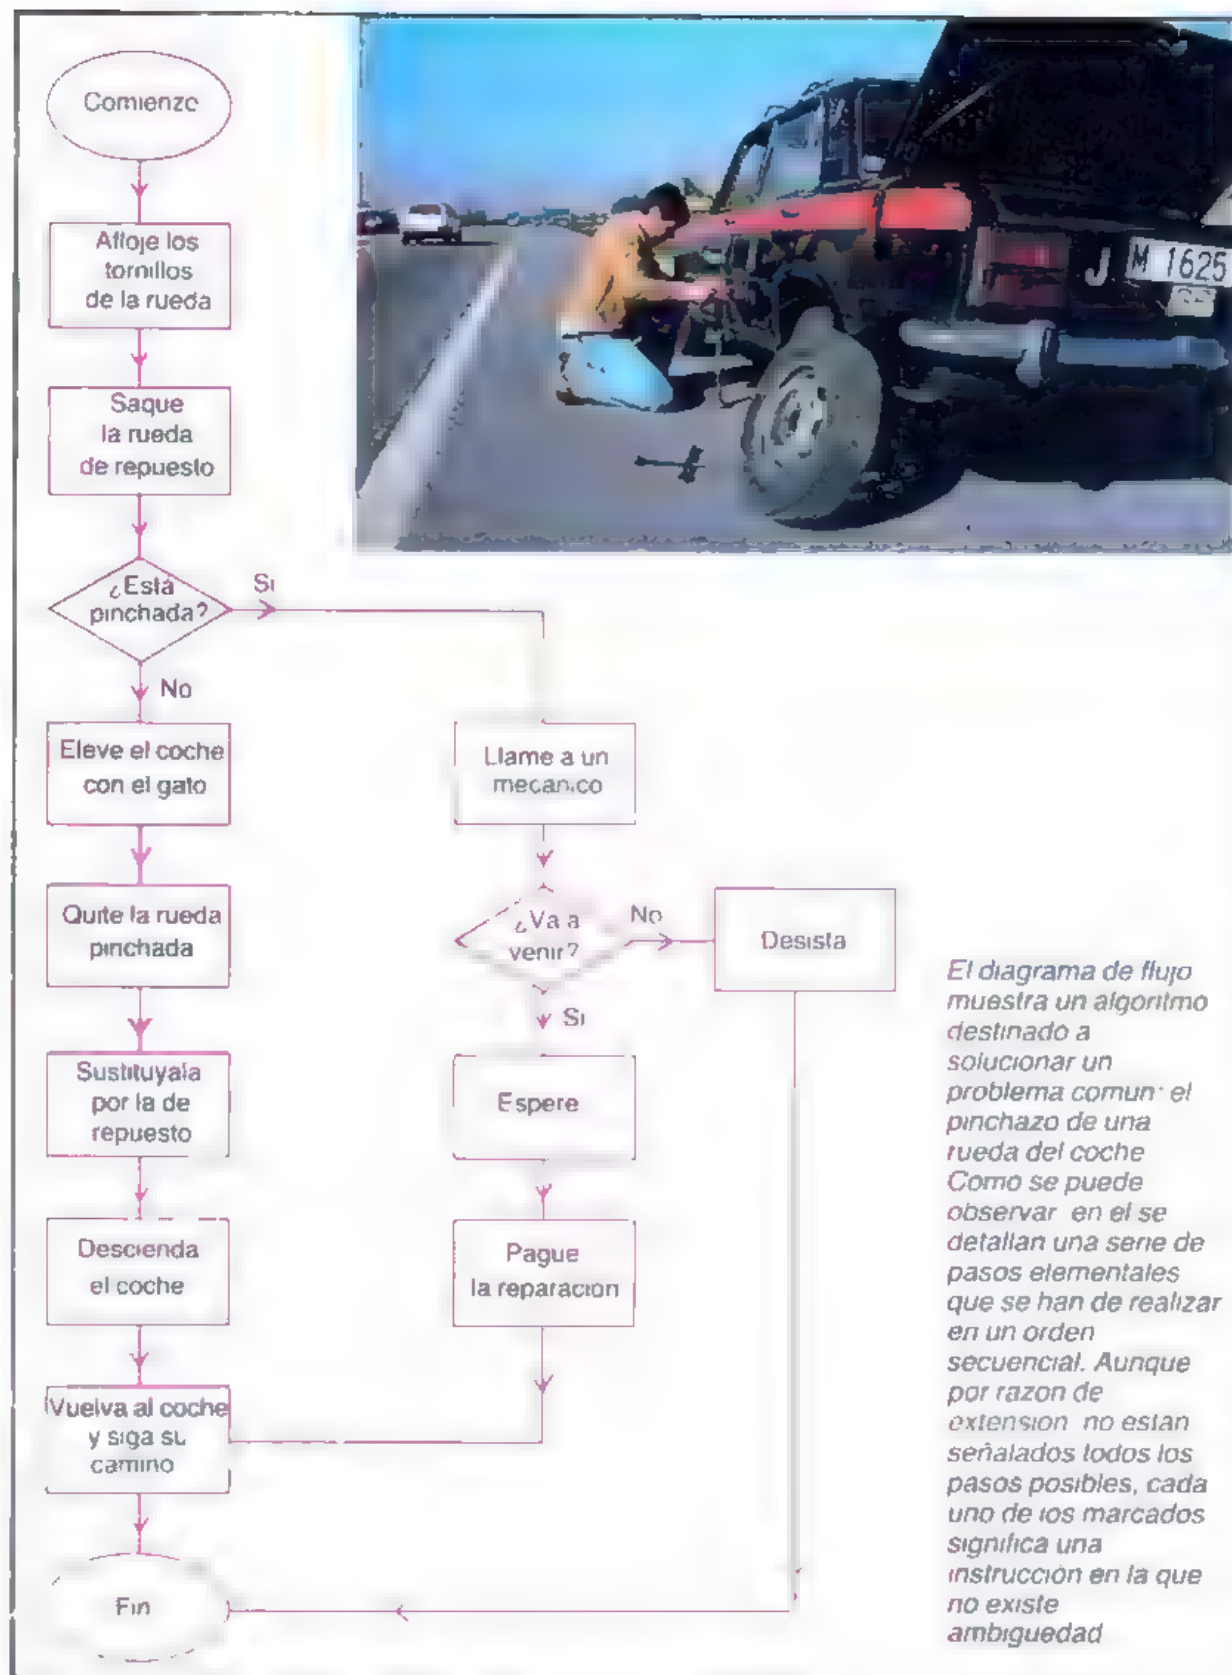 Comienzo
Afloje los
tornillos
de la rueda
Saque
la rueda
de repuesto
¿Está
pinchada?
Si
No
Eleve el coche
con el gato
Quite la rueda
pinchada
Sustituyala
por la de
repuesto
Descienda
el coche
Vuelva al coche
y siga su
camino
Fin
Llame a un
mecanico
¿Va a
venir?
No
Si
Desista
Espere
Pague
la reparacion
J M 1625
El diagrama de flujo
muestra un algoritmo
destinado a
solucionar un
problema comun: el
pinchazo de una
rueda del coche
Como se puede
observar en el se
detallan una serie de
pasos elementales
que se han de realizar
en un orden
secuencial. Aunque
por razon de
extension no estan
señalados todos los
pasos posibles, cada
uno de los marcados
significa una
instrucción en la que
no existe
ambiguedad